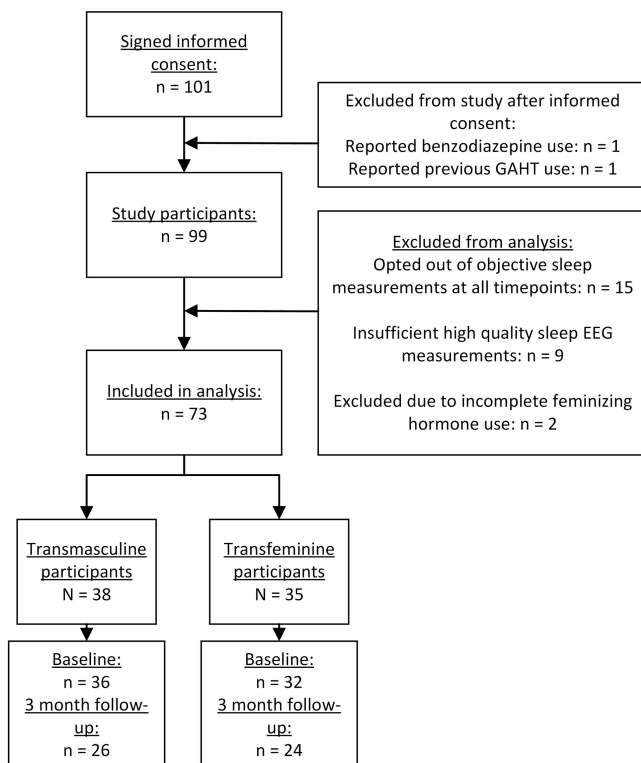 Signed informed
consent:
n = 101
Excluded from study after informed
consent:
Reported benzodiazepine use: n = 1
Reported previous GAHT use: n = 1
Study participants:
n = 99
Excluded from analysis:
Opted out of objective sleep
measurements at all timepoints: n = 15
Insufficient high quality sleep EEG
measurements: n = 9
Excluded due to incomplete feminizing
hormone use: n = 2
Included in analysis:
n = 73
Transmasculine
participants
N = 38
Transfeminine
participants
N = 35
Baseline:
n = 36
3 month follow-
up:
n = 26
Baseline:
n = 32
3 month follow-
up:
n = 24